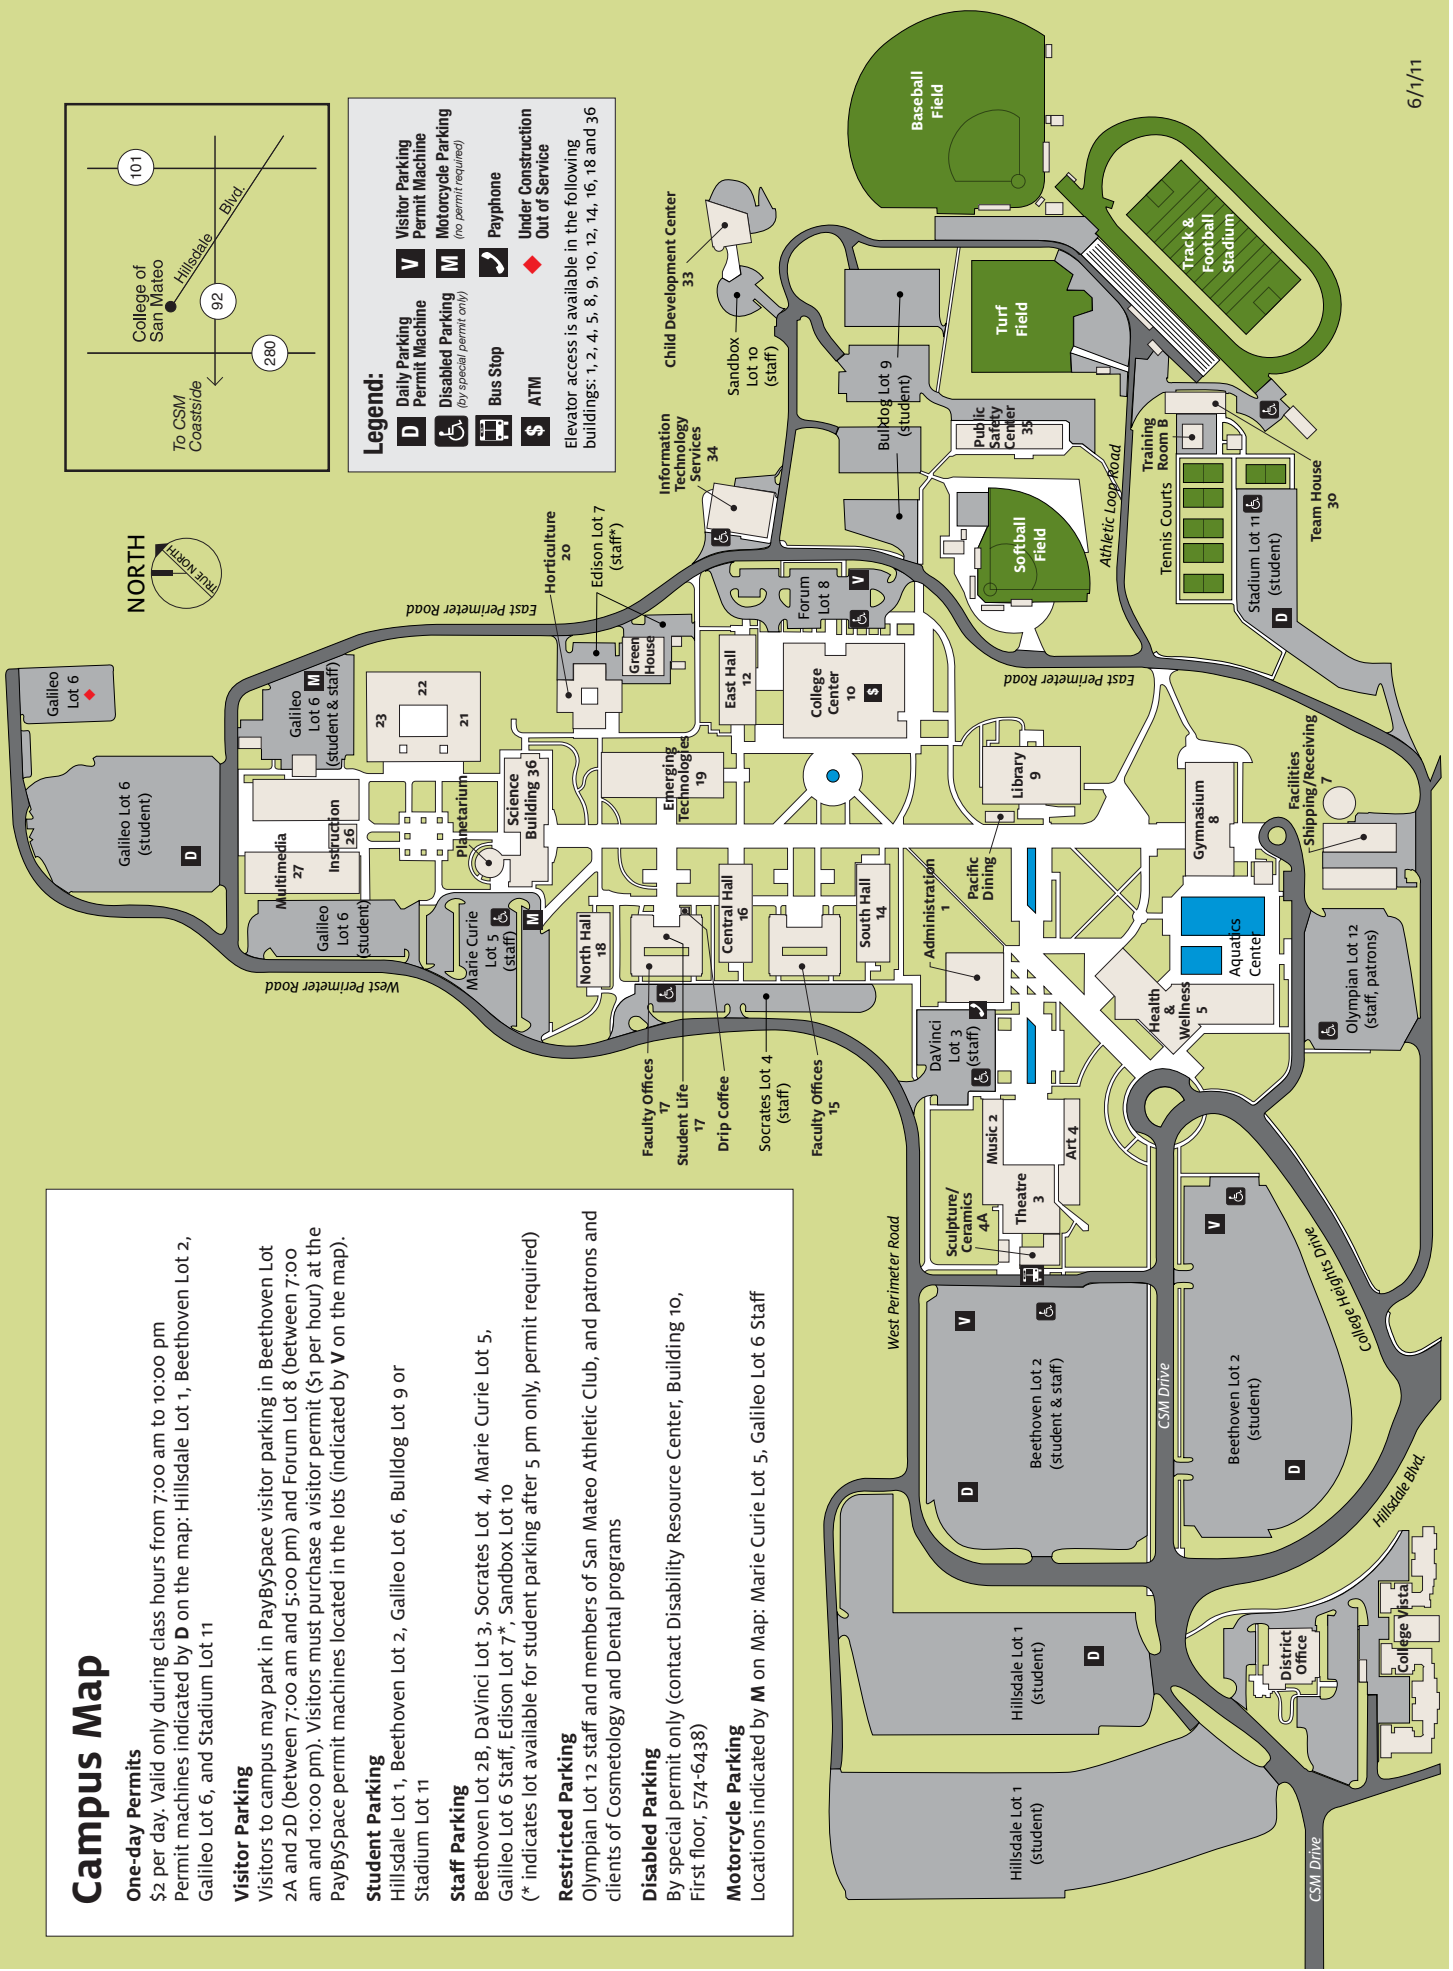 Campus Map
One-day Permits
$2 per day. Valid only during class hours from 7:00 am to 10:00 pm
Permit machines indicated by D on the map: Hillsdale Lot 1, Beethoven Lot 2,
Galileo Lot 6, and Stadium Lot 11
Visitor Parking
Visitors to campus may park in PayBySpace visitor parking in Beethoven Lot
2A and 2D (between 7:00 am and 5:00 pm) and Forum Lot 8 (between 7:00
am and 10:00 pm). Visitors must purchase a visitor permit ($1 per hour) at the
PayBySpace permit machines located in the lots (indicated by V on the map).
Student Parking
Hillsdale Lot 1, Beethoven Lot 2, Galileo Lot 6, Bulldog Lot 9 or
Stadium Lot 11
Staff Parking
Beethoven Lot 2B, DaVinci Lot 3, Socrates Lot 4, Marie Curie Lot 5,
Galileo Lot 6 Staff, Edison Lot 7*, Sandbox Lot 10
(* indicates lot available for student parking after 5 pm only, permit required)
Restricted Parking
Olympian Lot 12 staff and members of San Mateo Athletic Club, and patrons and
clients of Cosmetology and Dental programs
Disabled Parking
By special permit only (contact Disability Resource Center, Building 10,
First floor, 574-6438)
Motorcycle Parking
Locations indicated by M on Map: Marie Curie Lot 5, Galileo Lot 6 Staff
NORTH
TRUE NORTH
To CSM
Coastside
College of
San Mateo
Hillsdale
Blvd.
101
92
280
Legend:
D
Daily Parking
Permit Machine
Disabled Parking
(by special permit only)
Bus Stop
$
ATM
V
Visitor Parking
Permit Machine
M
Motorcycle Parking
(no permit required)
Payphone
Under Construction
Out of Service
Elevator access is available in the following
buildings: 1, 2, 4, 5, 8, 9, 10, 12, 14, 16, 18 and 36
Galileo
Lot 6
Galileo Lot 6
(student)
D
Galileo
Lot 6
(student & staff)
M
Galileo
Lot 6
(student)
Multimedia
27
Instruction
26
23
22
21
Planetarium
Science
Building 36
Marie Curie
Lot 5
(staff)
M
West Perimeter Road
East Perimeter Road
Horticulture
20
Edison Lot 7
(staff*)
Green
House
Information
Technology
Services
34
Child Development Center
33
Sandbox
Lot 10
(staff)
North Hall
18
Emerging
Technologies
19
East Hall
12
Forum
Lot 8
V
College
Center
10
$
Faculty Offices
17
Student Life
17
Drip Coffee
Socrates Lot 4
(staff)
Faculty Offices
15
Central Hall
16
South Hall
14
Bulldog Lot 9
(student)
Public
Safety
Center
35
Softball
Field
Turf
Field
Baseball
Field
Track &
Football
Stadium
Athletic Loop Road
East Perimeter Road
Training
Room B
Tennis Courts
Team House
30
Stadium Lot 11
(student)
D
Administration
1
Pacific
Dining
Library
9
DaVinci
Lot 3
(staff)
Music 2
Theatre
3
Art 4
Sculpture/
Ceramics
4A
Gymnasium
8
Health
&
Wellness
5
Aquatics
Center
Facilities
Shipping/Receiving
7
Olympian Lot 12
(staff, patrons)
West Perimeter Road
Beethoven Lot 2
(student & staff)
V
D
CSM Drive
Beethoven Lot 2
(student)
V
D
College Heights Drive
Hillsdale Blvd.
Hillsdale Lot 1
(student)
D
Hillsdale Lot 1
(student)
District
Office
College Vista
CSM Drive
6/1/11